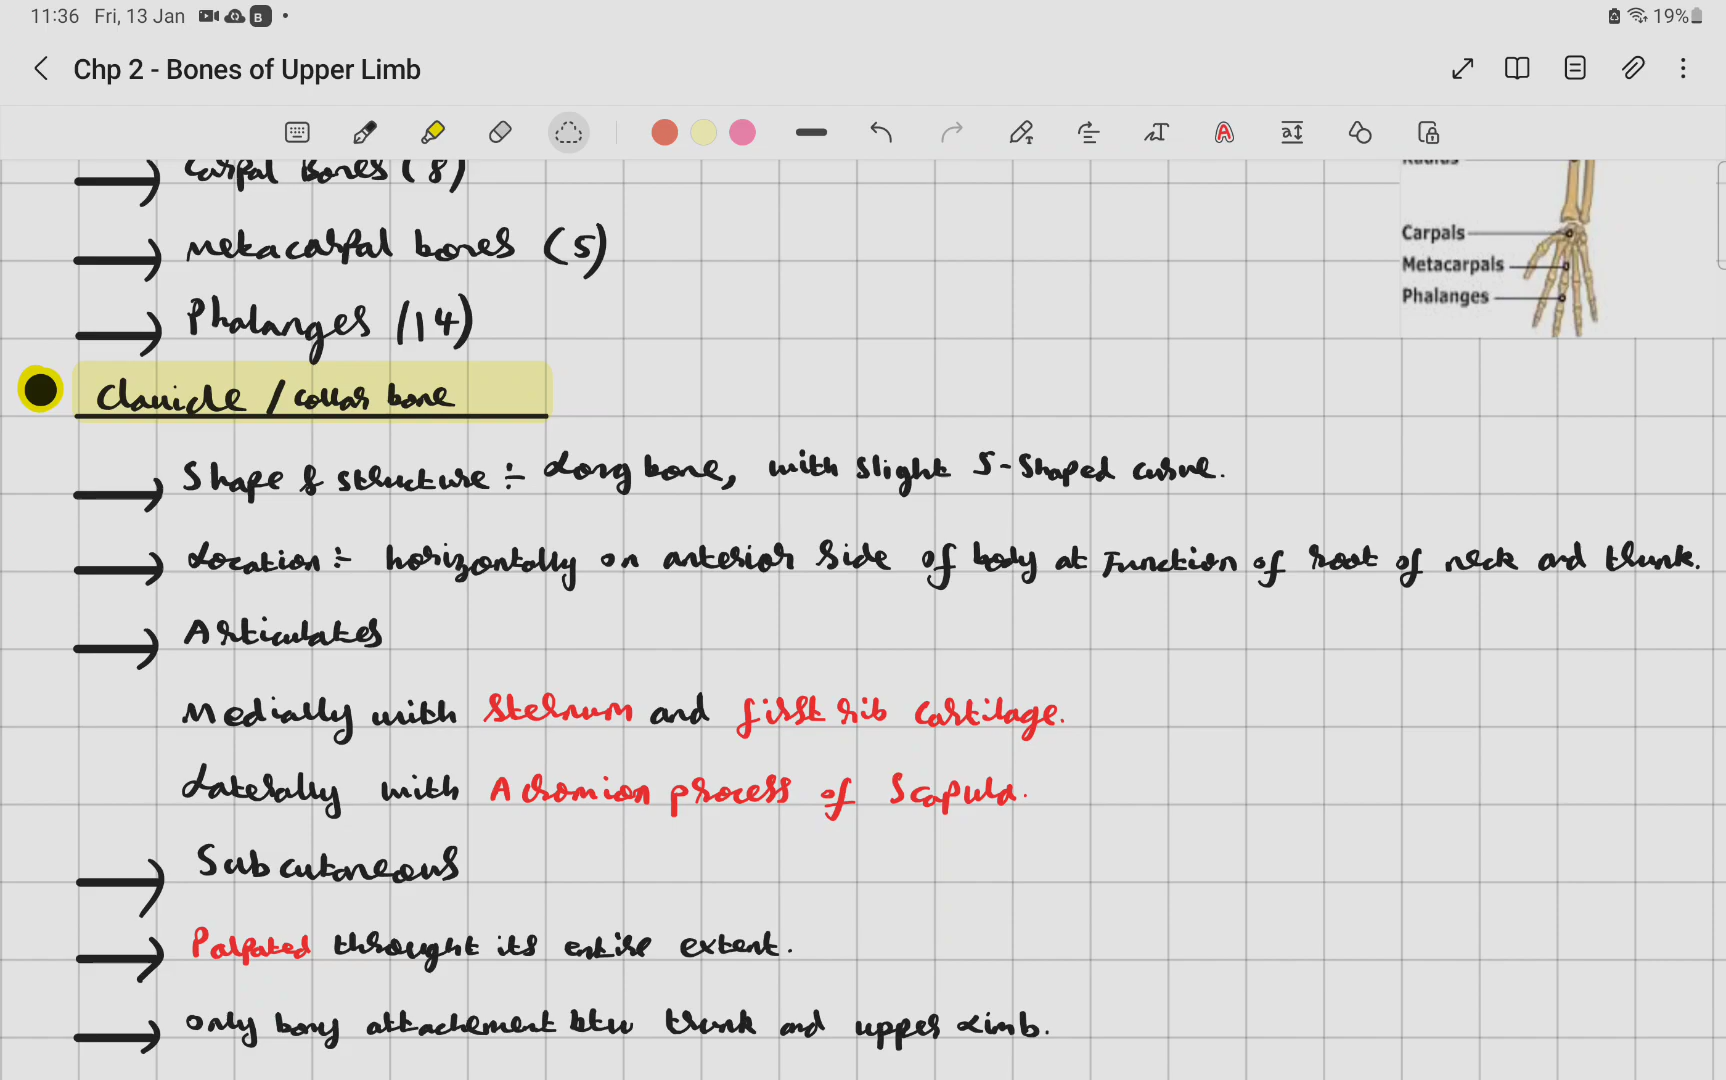 11:36 Fri, 13 Jan B 19%
Chp 2 - Bones of Upper Limb
Carpal Bones (8)
Radius
Metacarpal bones (5)
Carpals
Metacarpals
Phalanges
Phalanges (14)
Clavicle / collar bone
Shape & structure :- Long bone, with slight S-Shaped curve.
Location :- horizontally on anterior side of body at Function of root of neck and trunk.
Articulates
Medially with Sternum and first rib cartilage.
Laterally with Acromion process of Scapula.
Subcutaneous
Palpated throught its entire extent.
only bony attachement btw trunk and upper Limb.